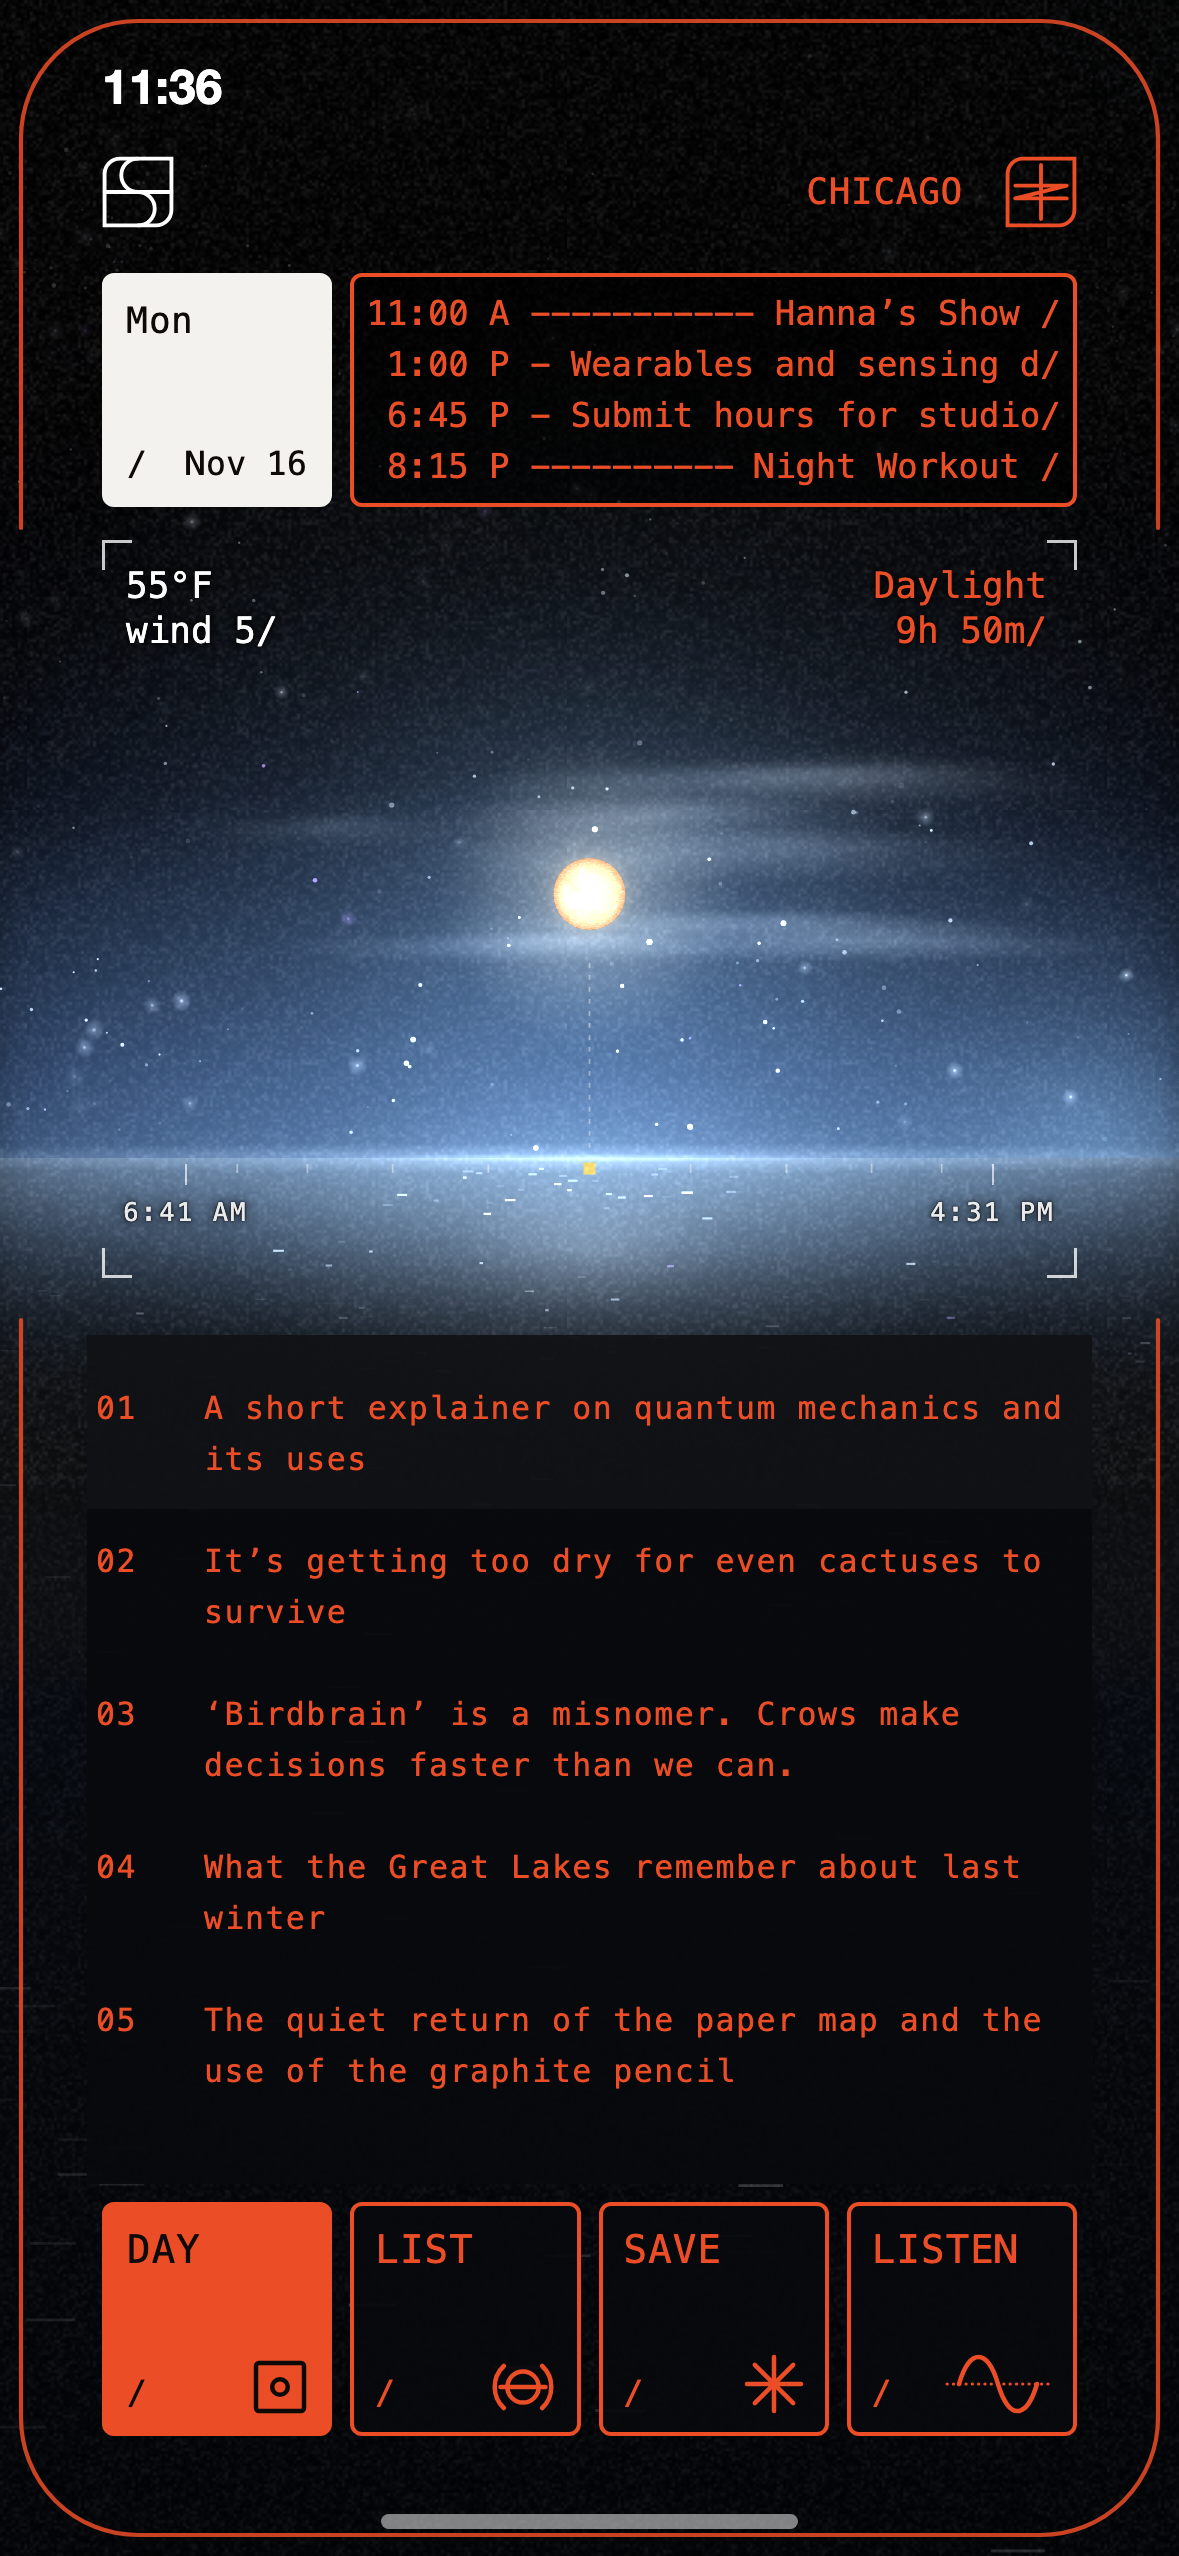 11:36
CHICAGO
Mon
/ Nov 16
11:00 A ——————————— Hanna’s Show /
1:00 P — Wearables and sensing d/
6:45 P — Submit hours for studio/
8:15 P —————————— Night Workout /
55°F
wind 5/
Daylight
9h 50m/
6:41 AM
4:31 PM
01 A short explainer on quantum mechanics and
its uses
02 It’s getting too dry for even cactuses to
survive
03 ‘Birdbrain’ is a misnomer. Crows make
decisions faster than we can.
04 What the Great Lakes remember about last
winter
05 The quiet return of the paper map and the
use of the graphite pencil
DAY
/
LIST
/
SAVE
/
LISTEN
/